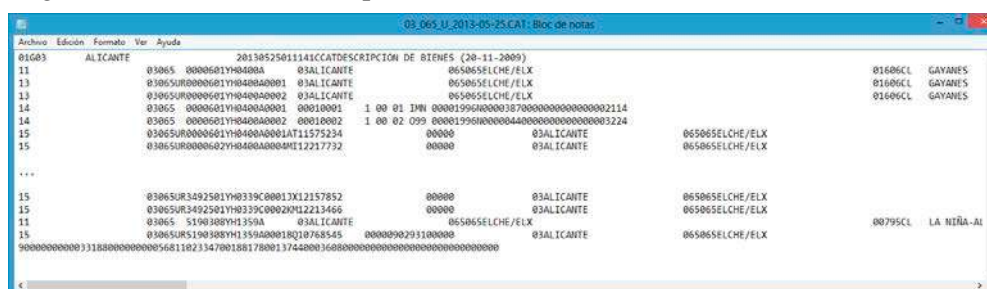 03_065_U_2013-05-25.CAT: Bloc de notas
Archivo Edición Formato Ver Ayuda
01G03 ALICANTE 20130525011141CCATDESCRIPCION DE BIENES (20-11-2009)
11 03065 0000601YH0400A 03ALICANTE 065065ELCHE/ELX 01606CL GAYANES
13 03065UR0000601YH0400A0001 03ALICANTE 065065ELCHE/ELX 01606CL GAYANES
13 03065UR0000601YH0400A0002 03ALICANTE 065065ELCHE/ELX 01606CL GAYANES
14 03065 0000601YH0400A0001 00010001 1 00 01 IMN
14 03065 0000601YH0400A0002 00010002 1 00 02 O99
15 03065UR0000601YH0400A0001AT11575234 00000 03ALICANTE 065065ELCHE/ELX
15 03065UR0000602YH0400A0004MI12217732 00000 03ALICANTE 065065ELCHE/ELX
...
15 03065UR3492501YH0339C0001JX12157852 00000 03ALICANTE 065065ELCHE/ELX
15 03065UR3492501YH0339C0002KM12213466 00000 03ALICANTE 065065ELCHE/ELX
11 03065 5190308YH1359A 03ALICANTE 065065ELCHE/ELX 00795CL LA NIÑA-AL
15 03065UR5190308YH1359A0001BQ10768545 0000090293100000 03ALICANTE 065065ELCHE/ELX